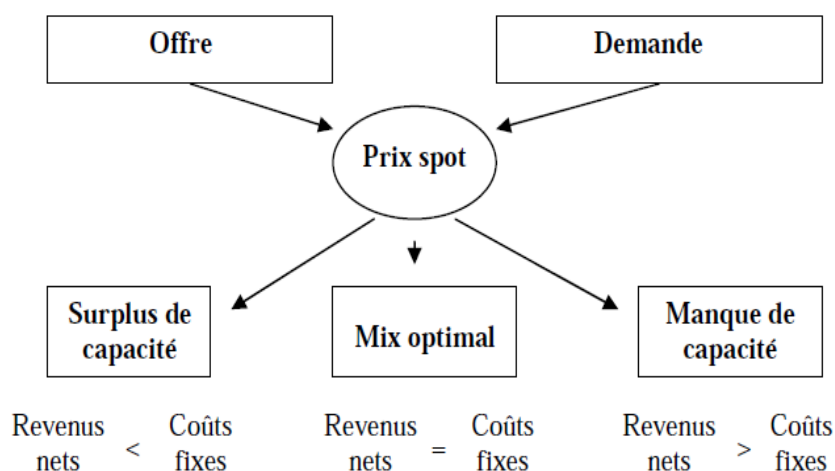 Offre
Demande
Prix spot
Surplus de
capacité
Mix optimal
Manque de
capacité
Revenus
nets
<
Coûts
fixes
Revenus
nets
=
Coûts
fixes
Revenus
nets
>
Coûts
fixes